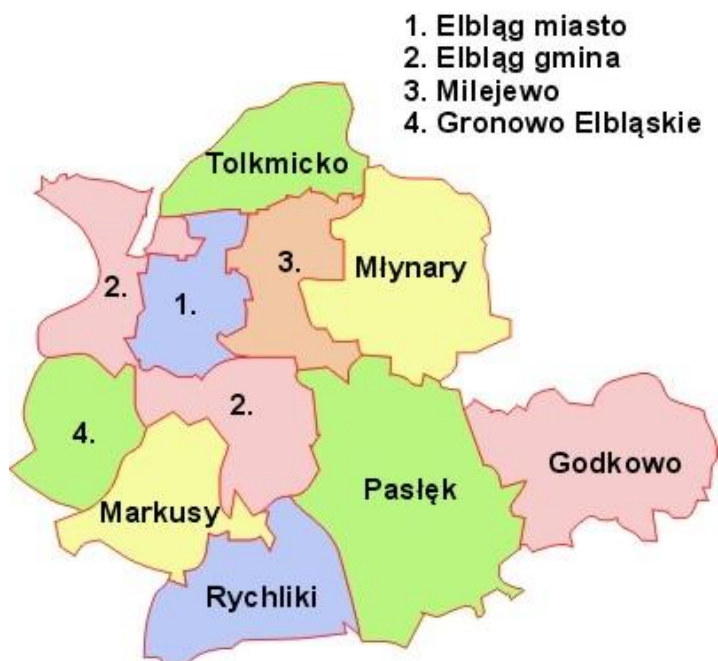 1. Elbląg miasto
2. Elbląg gmina
3. Milejewo
4. Gronowo Elbląskie
Tolkmicko
Młynary
3.
2.
1.
2.
4.
Godkowo
Pasłęk
Markusy
Rychliki